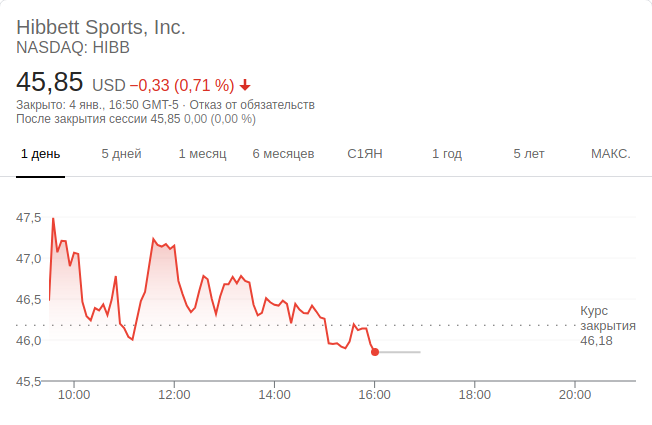 Hibbett Sports, Inc.
NASDAQ: HIBB
45,85 USD −0,33 (0,71 %)
Закрыто: 4 янв., 16:50 GMT-5 · Отказ от обязательств
После закрытия сессии 45,85 0,00 (0,00 %)
1 день 5 дней 1 месяц 6 месяцев С1ЯН 1 год 5 лет МАКС.
47,5
47,0
46,5
Курс
закрытия
46,18
46,0
45,5
10:00 12:00 14:00 16:00 18:00 20:00